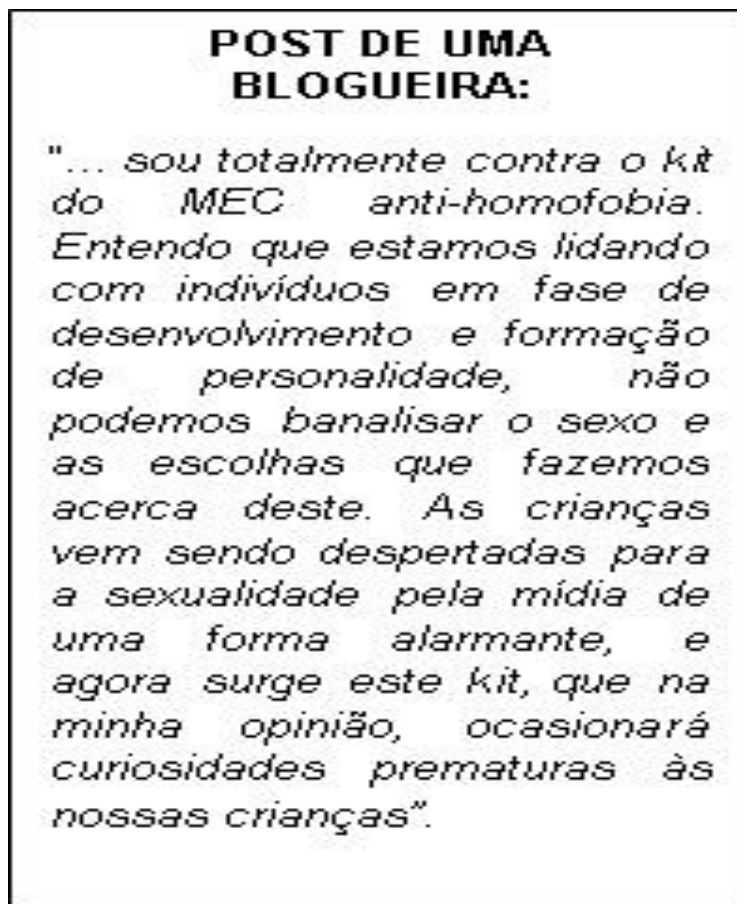 POST DE UMA
BLOGUEIRA:
"... sou totalmente contra o kit
do MEC anti-homofobia.
Entendo que estamos lidando
com indivíduos em fase de
desenvolvimento e formação
de personalidade, não
podemos banalisar o sexo e
as escolhas que fazemos
acerca deste. As crianças
vem sendo despertadas para
a sexualidade pela mídia de
uma forma alarmante, e
agora surge este kit, que na
minha opinião, ocasionará
curiosidades prematuras às
nossas crianças".